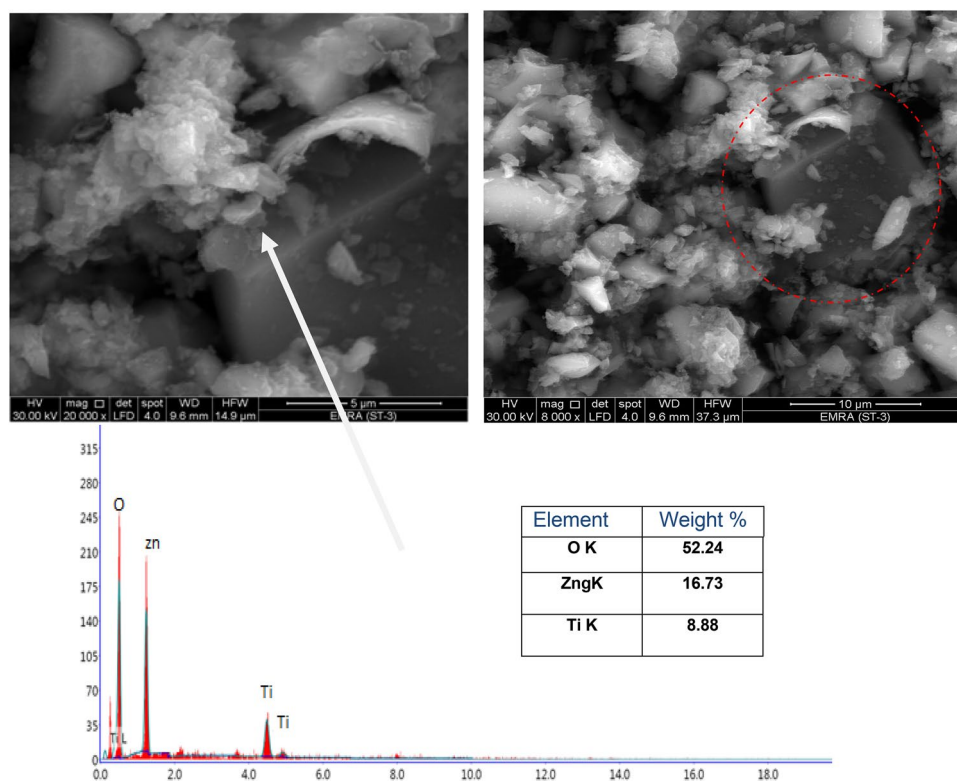 HV mag □ det spot WD HFW 5 µm
30.00 kV 20 000 x LFD 4.0 9.6 mm 14.9 µm EMRA (ST-3)
HV mag □ det spot WD HFW 10 µm
30.00 kV 8 000 x LFD 4.0 9.6 mm 37.3 µm EMRA (ST-3)
315
280
245
210
175
140
105
70
35
0
O
zn
Ti
Ti
0.0 2.0 4.0 6.0 8.0 10.0 12.0 14.0 16.0 18.0
Element Weight %
O K 52.24
ZngK 16.73
Ti K 8.88